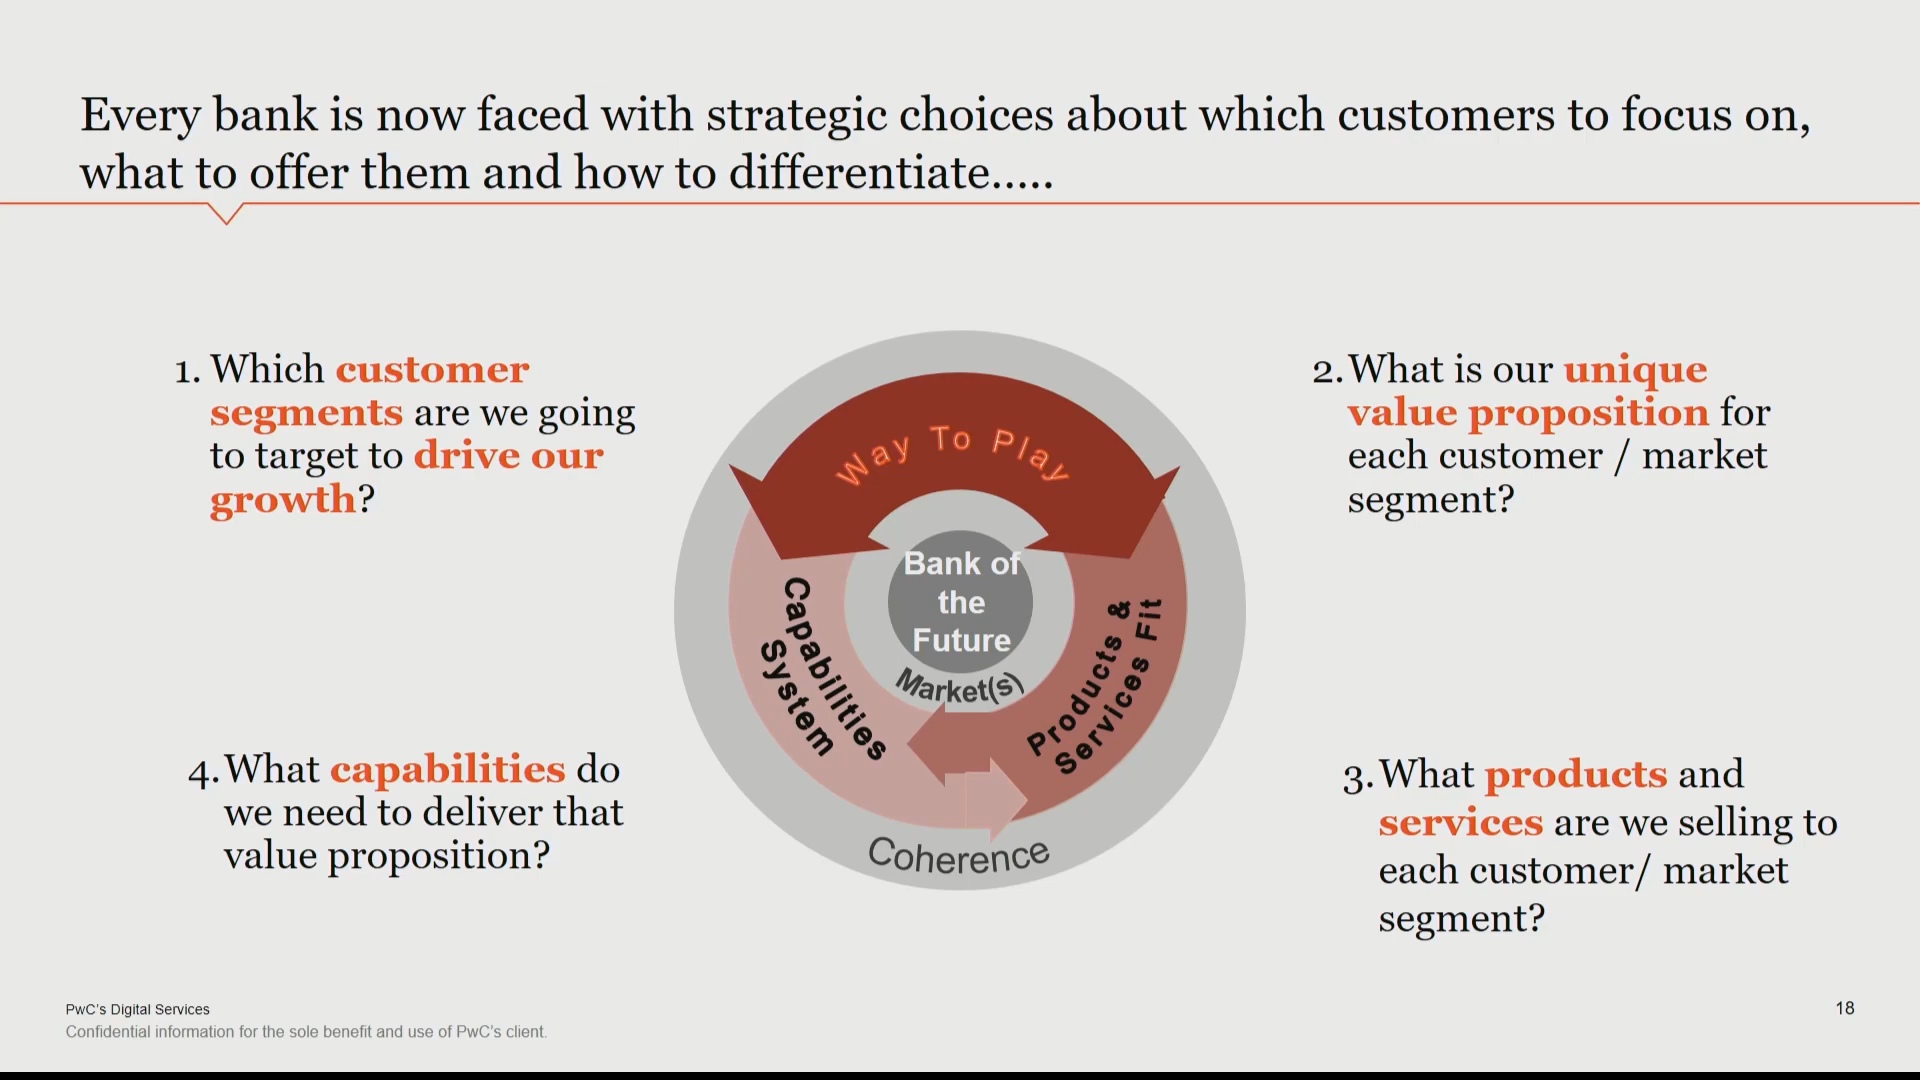 Every bank is now faced with strategic choices about which customers to focus on,
what to offer them and how to differentiate.....
1. Which customer
segments are we going
to target to drive our
growth?
2. What is our unique
value proposition for
each customer / market
segment?
Way To Play
Bank of
the
Future
Market(s)
Capabilities
System
Products &
Services Fit
Coherence
4. What capabilities do
we need to deliver that
value proposition?
3. What products and
services are we selling to
each customer/ market
segment?
PwC's Digital Services
Confidential information for the sole benefit and use of PwC's client.
18